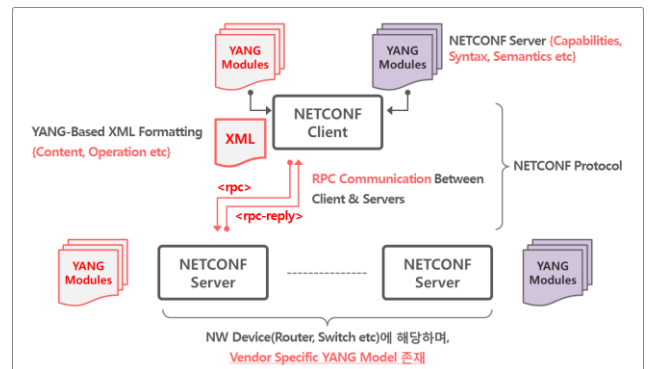 YANG
Modules
YANG
Modules
NETCONF Server {Capabilities,
Syntax, Semantics etc}
NETCONF
Client
YANG-Based XML Formatting
{Content, Operation etc}
XML
NETCONF Protocol
RPC Communication Between
Client & Servers
<rpc>
<rpc-reply>
YANG
Modules
NETCONF
Server
NETCONF
Server
YANG
Modules
NW Device(Router, Switch etc)에 해당하며,
Vendor Specific YANG Model 존재